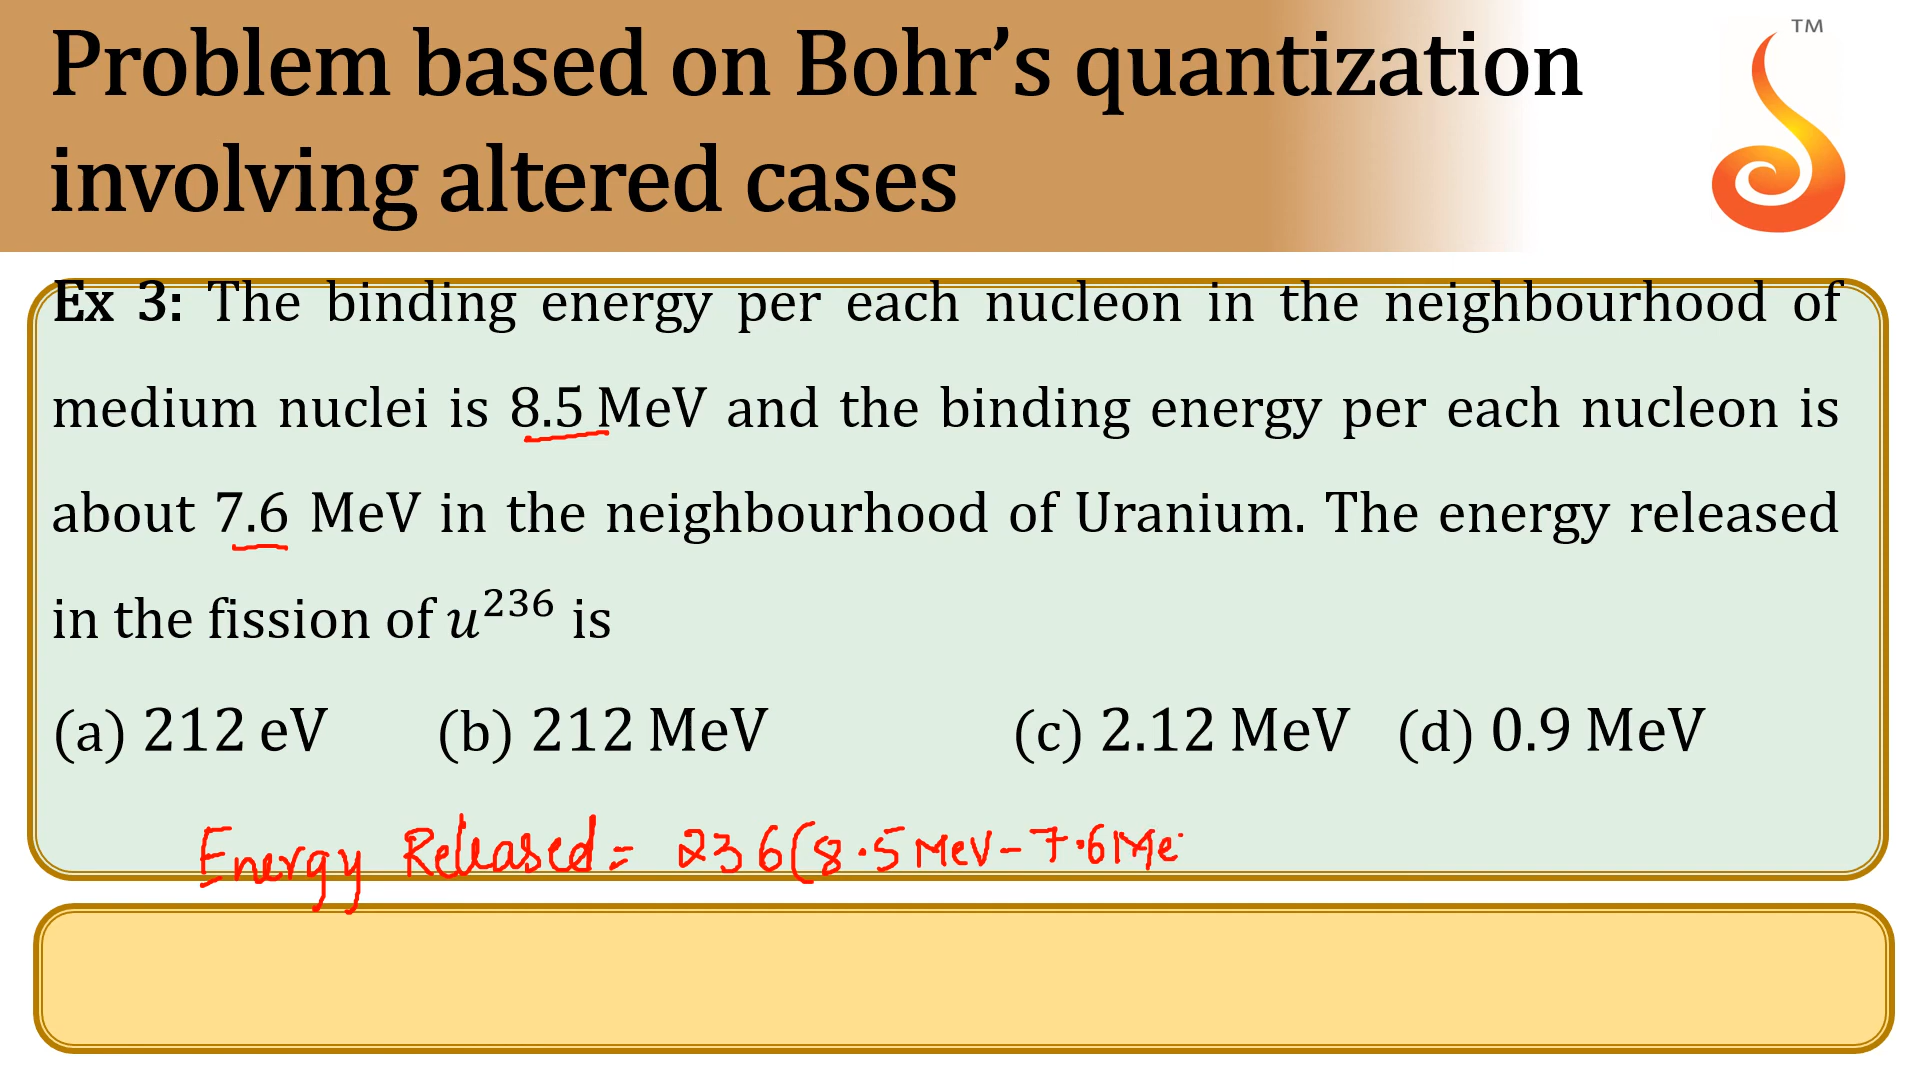 Problem based on Bohr’s quantization
involving altered cases
TM
Ex 3: The binding energy per each nucleon in the neighbourhood of
medium nuclei is 8.5 MeV and the binding energy per each nucleon is
about 7.6 MeV in the neighbourhood of Uranium. The energy released
in the fission of u²³⁶ is
(a) 212 eV (b) 212 MeV (c) 2.12 MeV (d) 0.9 MeV
Energy Released = 236(8.5 MeV - 7.6 Me